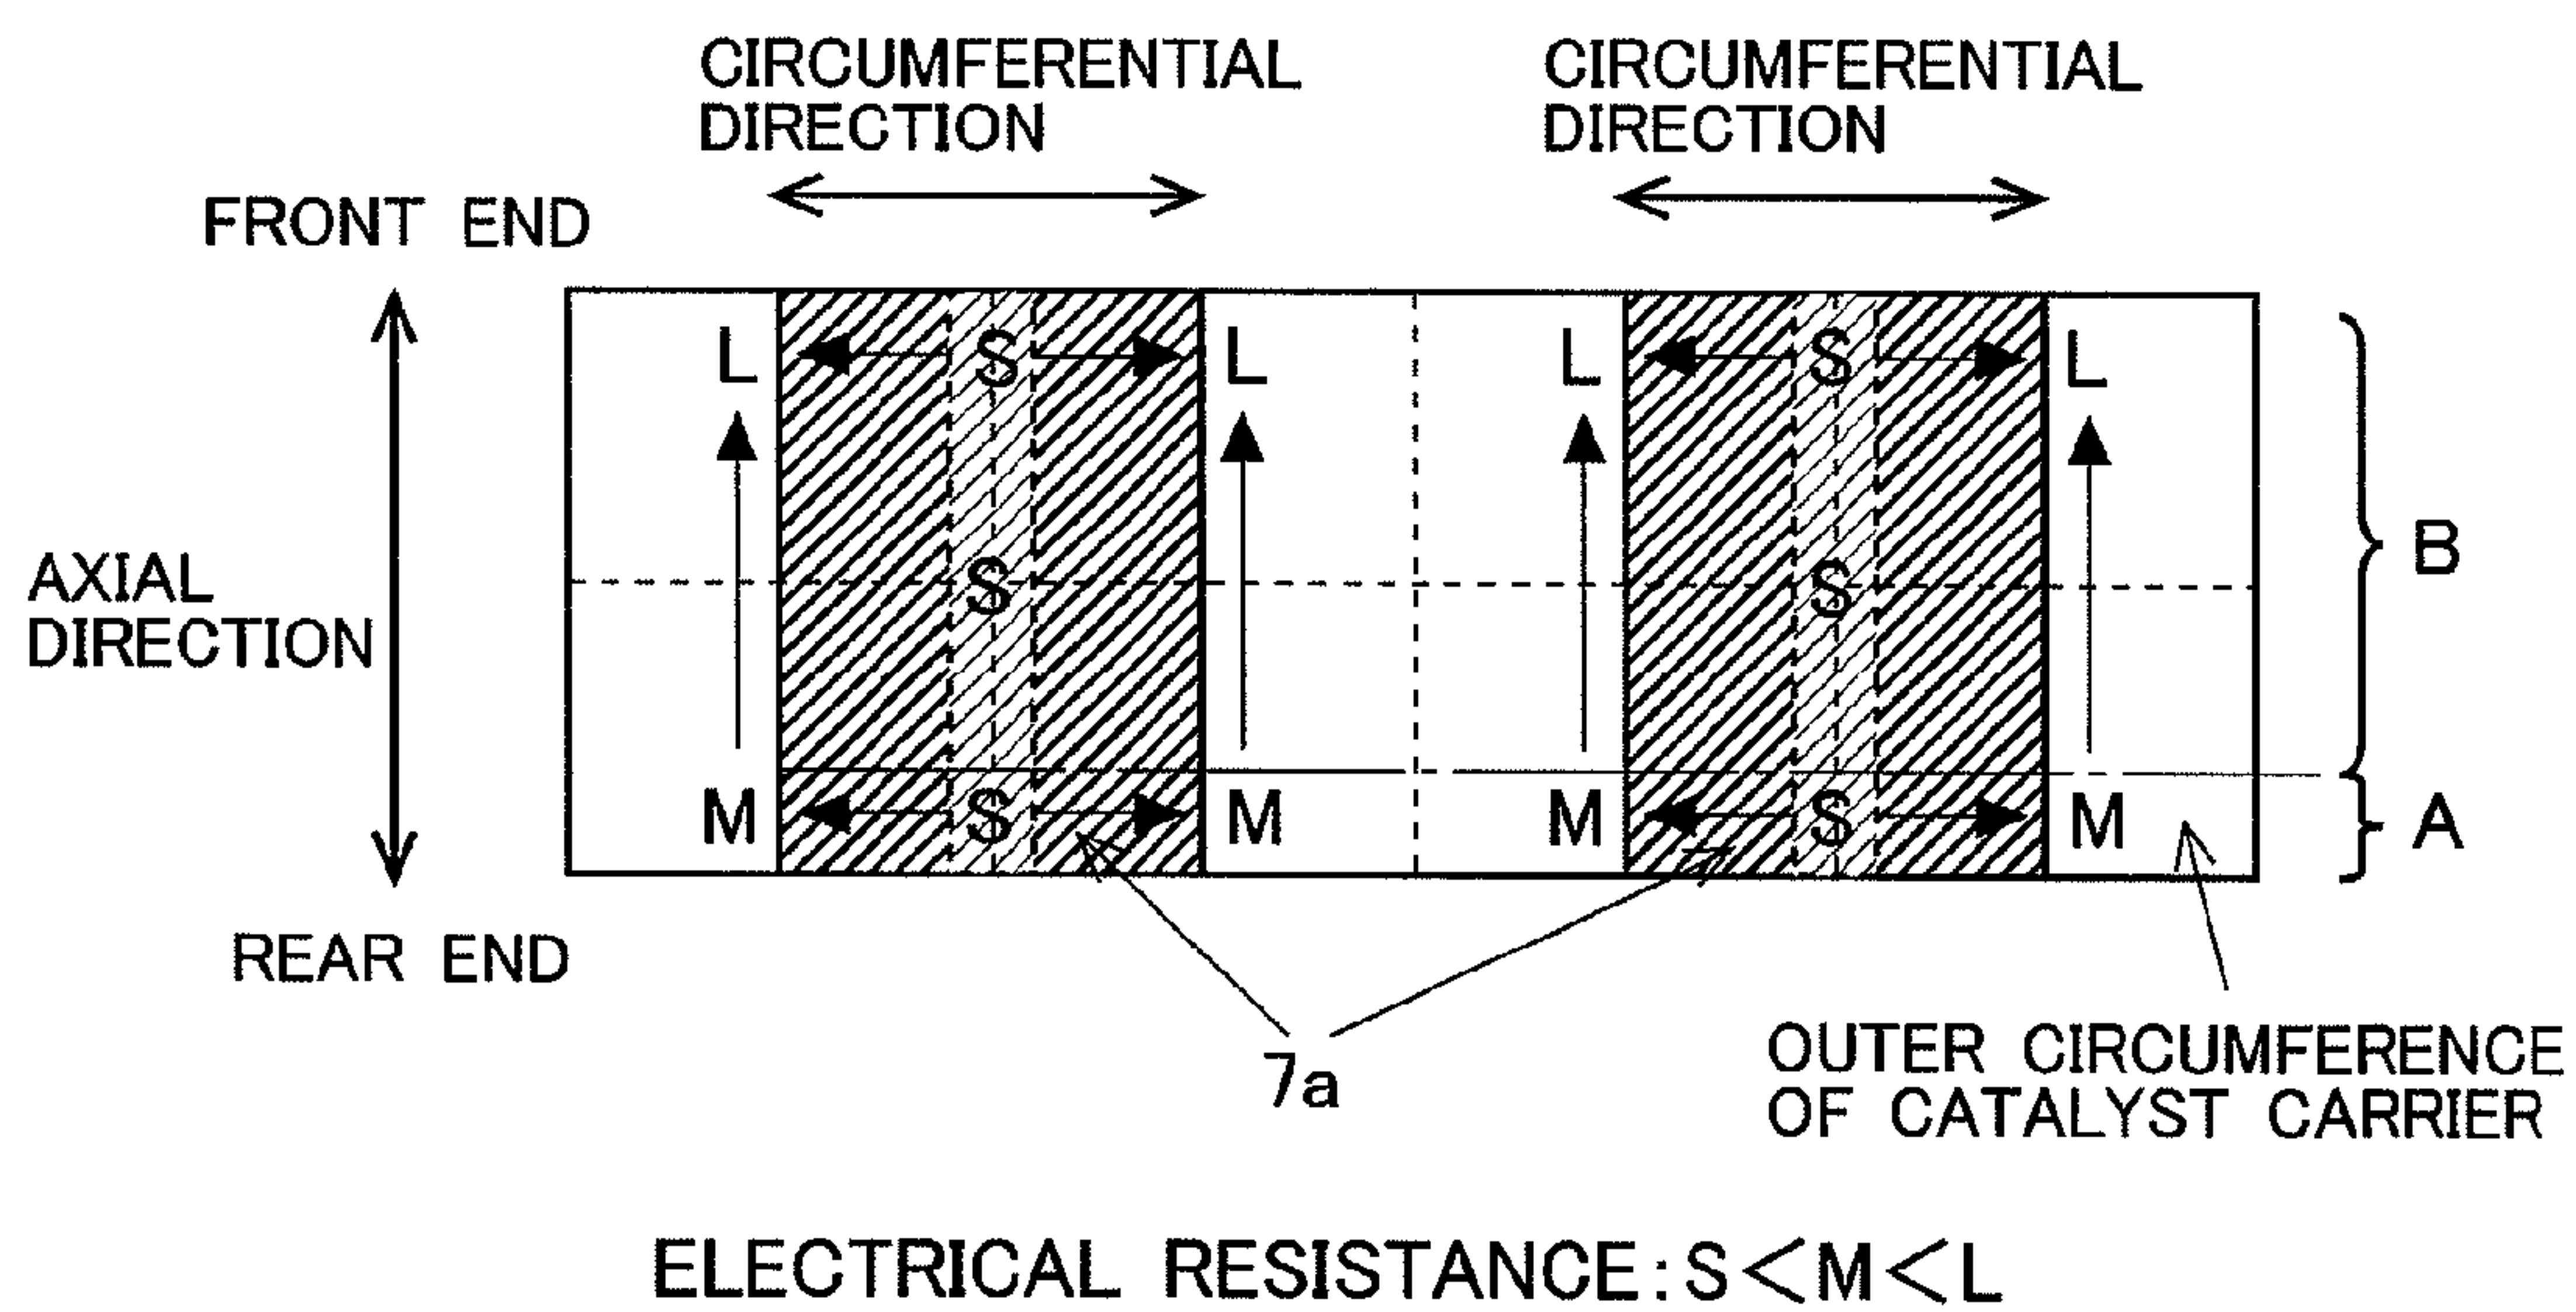 CIRCUMFERENTIAL
DIRECTION
CIRCUMFERENTIAL
DIRECTION
FRONT END
L S L L S L
AXIAL
DIRECTION
S S
B
M S M M S M
A
REAR END
7a
OUTER CIRCUMFERENCE
OF CATALYST CARRIER
ELECTRICAL RESISTANCE:S<M<L